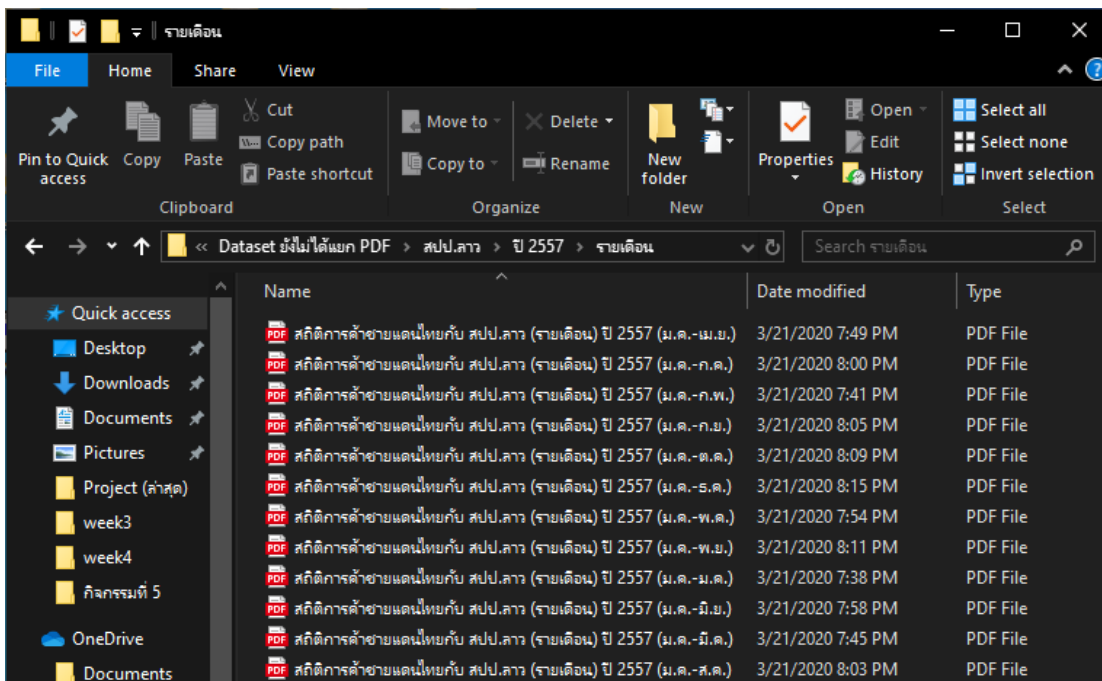 รายเดือน
File Home Share View
Pin to Quick access Copy Paste Cut Copy path Paste shortcut
Move to Copy to Delete Rename
New folder
Properties Open Edit History
Select all Select none Invert selection
Clipboard Organize New Open Select
« Dataset ยังไม่ได้แยก PDF › สปป.ลาว › ปี 2557 › รายเดือน Search รายเดือน
Name Date modified Type
Quick access
Desktop
Downloads
Documents
Pictures
Project (ล่าสุด)
week3
week4
กิจกรรมที่ 5
OneDrive
Documents
PDF สถิติการค้าชายแดนไทยกับ สปป.ลาว (รายเดือน) ปี 2557 (ม.ค.-เม.ย.) 3/21/2020 7:49 PM PDF File
PDF สถิติการค้าชายแดนไทยกับ สปป.ลาว (รายเดือน) ปี 2557 (ม.ค.-ก.ค.) 3/21/2020 8:00 PM PDF File
PDF สถิติการค้าชายแดนไทยกับ สปป.ลาว (รายเดือน) ปี 2557 (ม.ค.-ก.พ.) 3/21/2020 7:41 PM PDF File
PDF สถิติการค้าชายแดนไทยกับ สปป.ลาว (รายเดือน) ปี 2557 (ม.ค.-ก.ย.) 3/21/2020 8:05 PM PDF File
PDF สถิติการค้าชายแดนไทยกับ สปป.ลาว (รายเดือน) ปี 2557 (ม.ค.-ต.ค.) 3/21/2020 8:09 PM PDF File
PDF สถิติการค้าชายแดนไทยกับ สปป.ลาว (รายเดือน) ปี 2557 (ม.ค.-ธ.ค.) 3/21/2020 8:15 PM PDF File
PDF สถิติการค้าชายแดนไทยกับ สปป.ลาว (รายเดือน) ปี 2557 (ม.ค.-พ.ค.) 3/21/2020 7:54 PM PDF File
PDF สถิติการค้าชายแดนไทยกับ สปป.ลาว (รายเดือน) ปี 2557 (ม.ค.-พ.ย.) 3/21/2020 8:11 PM PDF File
PDF สถิติการค้าชายแดนไทยกับ สปป.ลาว (รายเดือน) ปี 2557 (ม.ค.-ม.ค.) 3/21/2020 7:38 PM PDF File
PDF สถิติการค้าชายแดนไทยกับ สปป.ลาว (รายเดือน) ปี 2557 (ม.ค.-มิ.ย.) 3/21/2020 7:58 PM PDF File
PDF สถิติการค้าชายแดนไทยกับ สปป.ลาว (รายเดือน) ปี 2557 (ม.ค.-มี.ค.) 3/21/2020 7:45 PM PDF File
PDF สถิติการค้าชายแดนไทยกับ สปป.ลาว (รายเดือน) ปี 2557 (ม.ค.-ส.ค.) 3/21/2020 8:03 PM PDF File